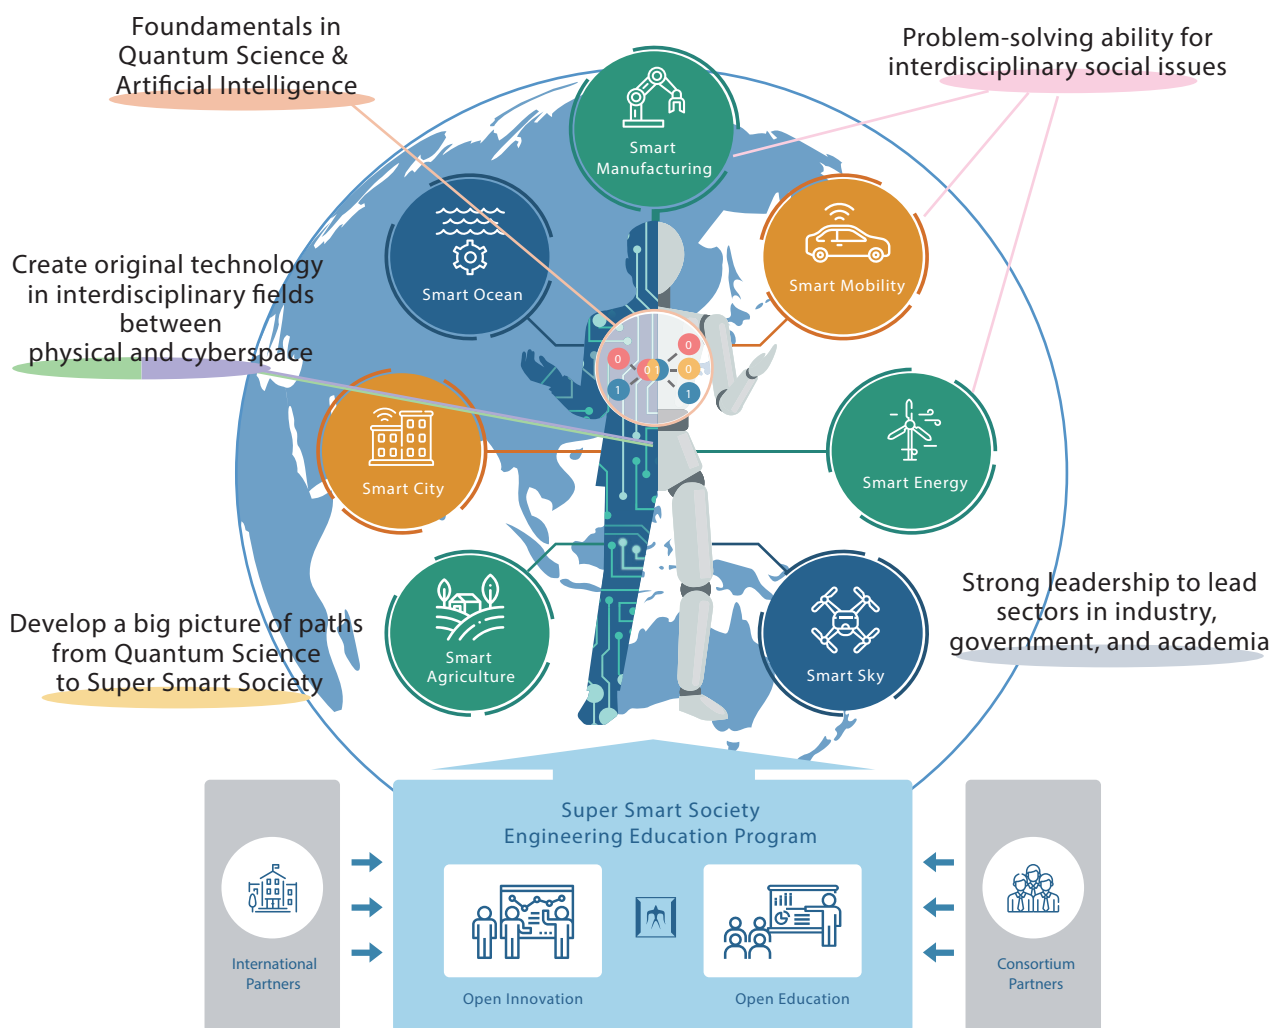 Foundamentals in
Quantum Science &
Artificial Intelligence
Problem-solving ability for
interdisciplinary social issues
Smart
Manufacturing
Smart Ocean
Smart Mobility
Create original technology
in interdisciplinary fields
between
physical and cyberspace
0
1
0 1
0
0
1
Smart City
Smart Energy
Develop a big picture of paths
from Quantum Science
to Super Smart Society
Smart
Agriculture
Smart Sky
Strong leadership to lead
sectors in industry,
government, and academia
Super Smart Society
Engineering Education Program
International
Partners
Open Innovation
Open Education
Consortium
Partners